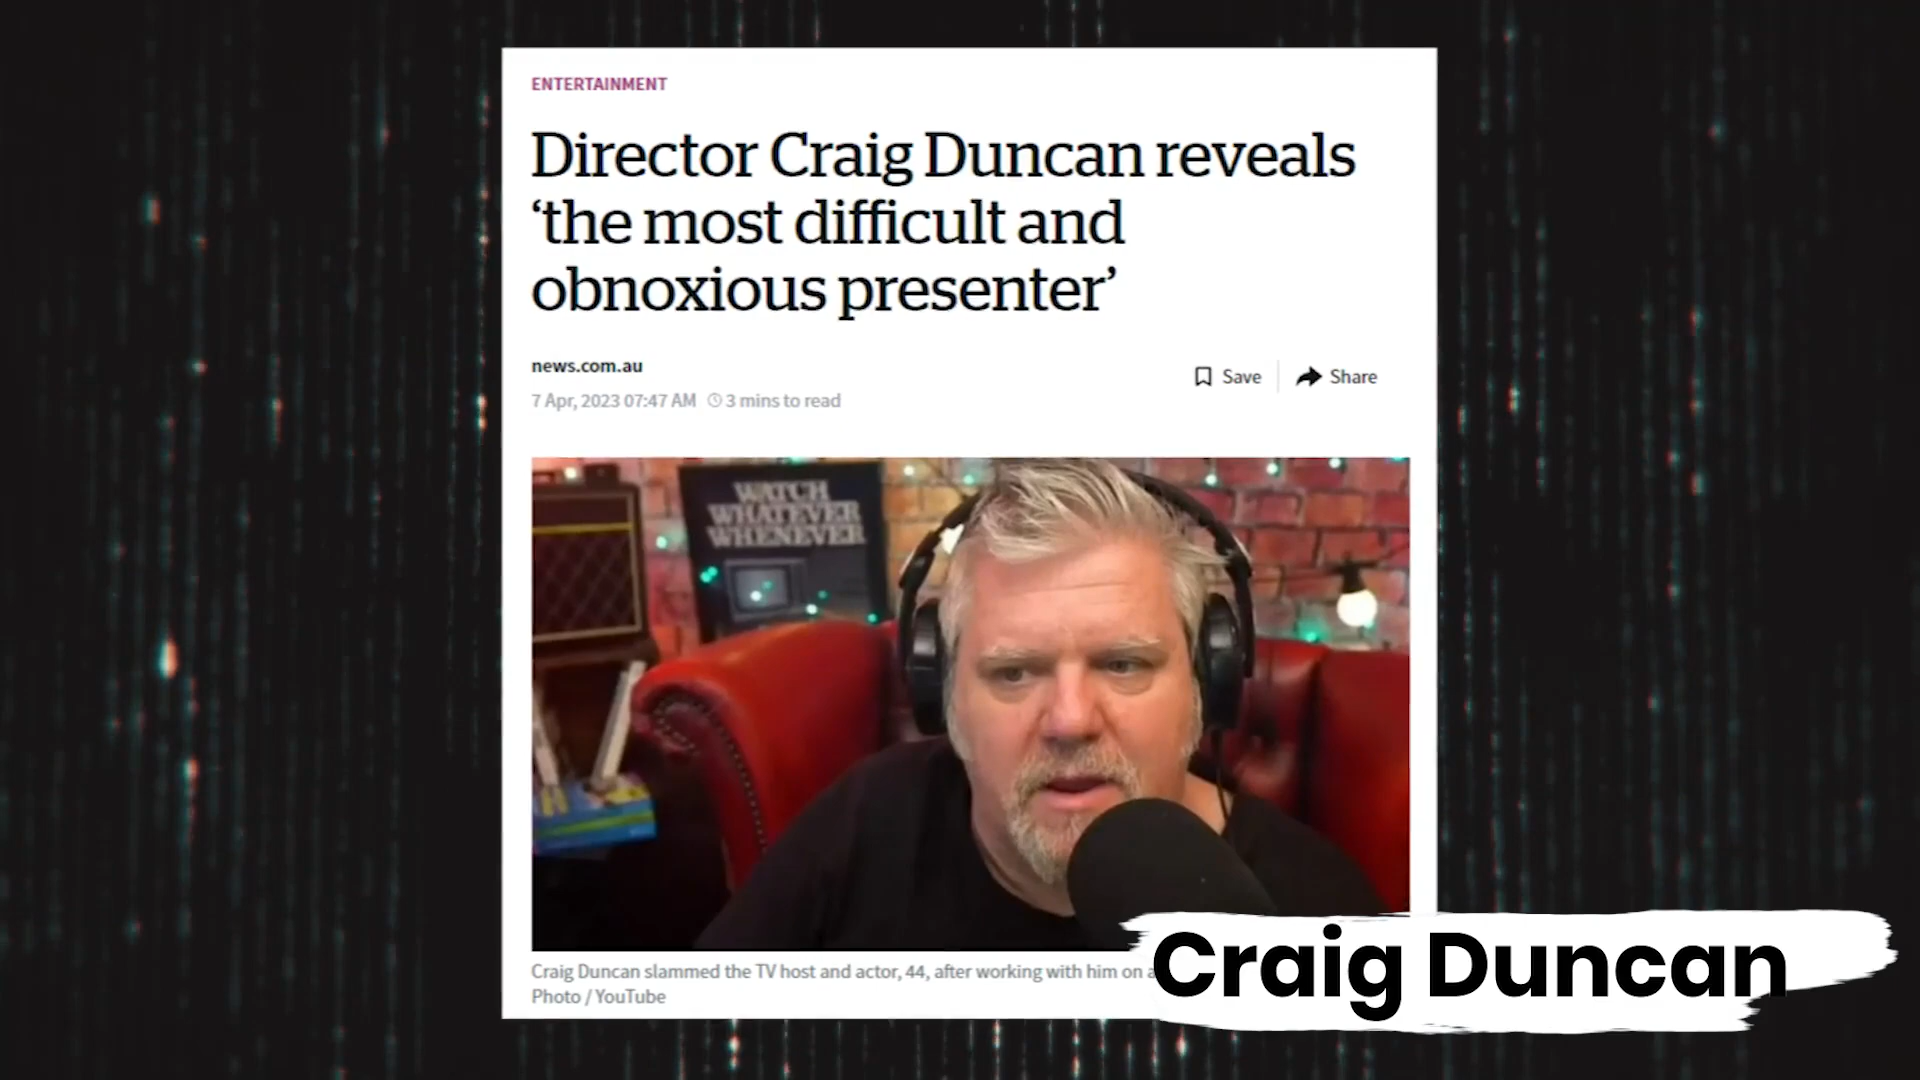 ENTERTAINMENT
Director Craig Duncan reveals
‘the most difficult and
obnoxious presenter’
news.com.au
Save
Share
7 Apr, 2023 07:47 AM
3 mins to read
WATCH
WHATEVER
WHENEVER
Craig Duncan slammed the TV host and actor, 44, after working with him on
Photo / YouTube
Craig Duncan